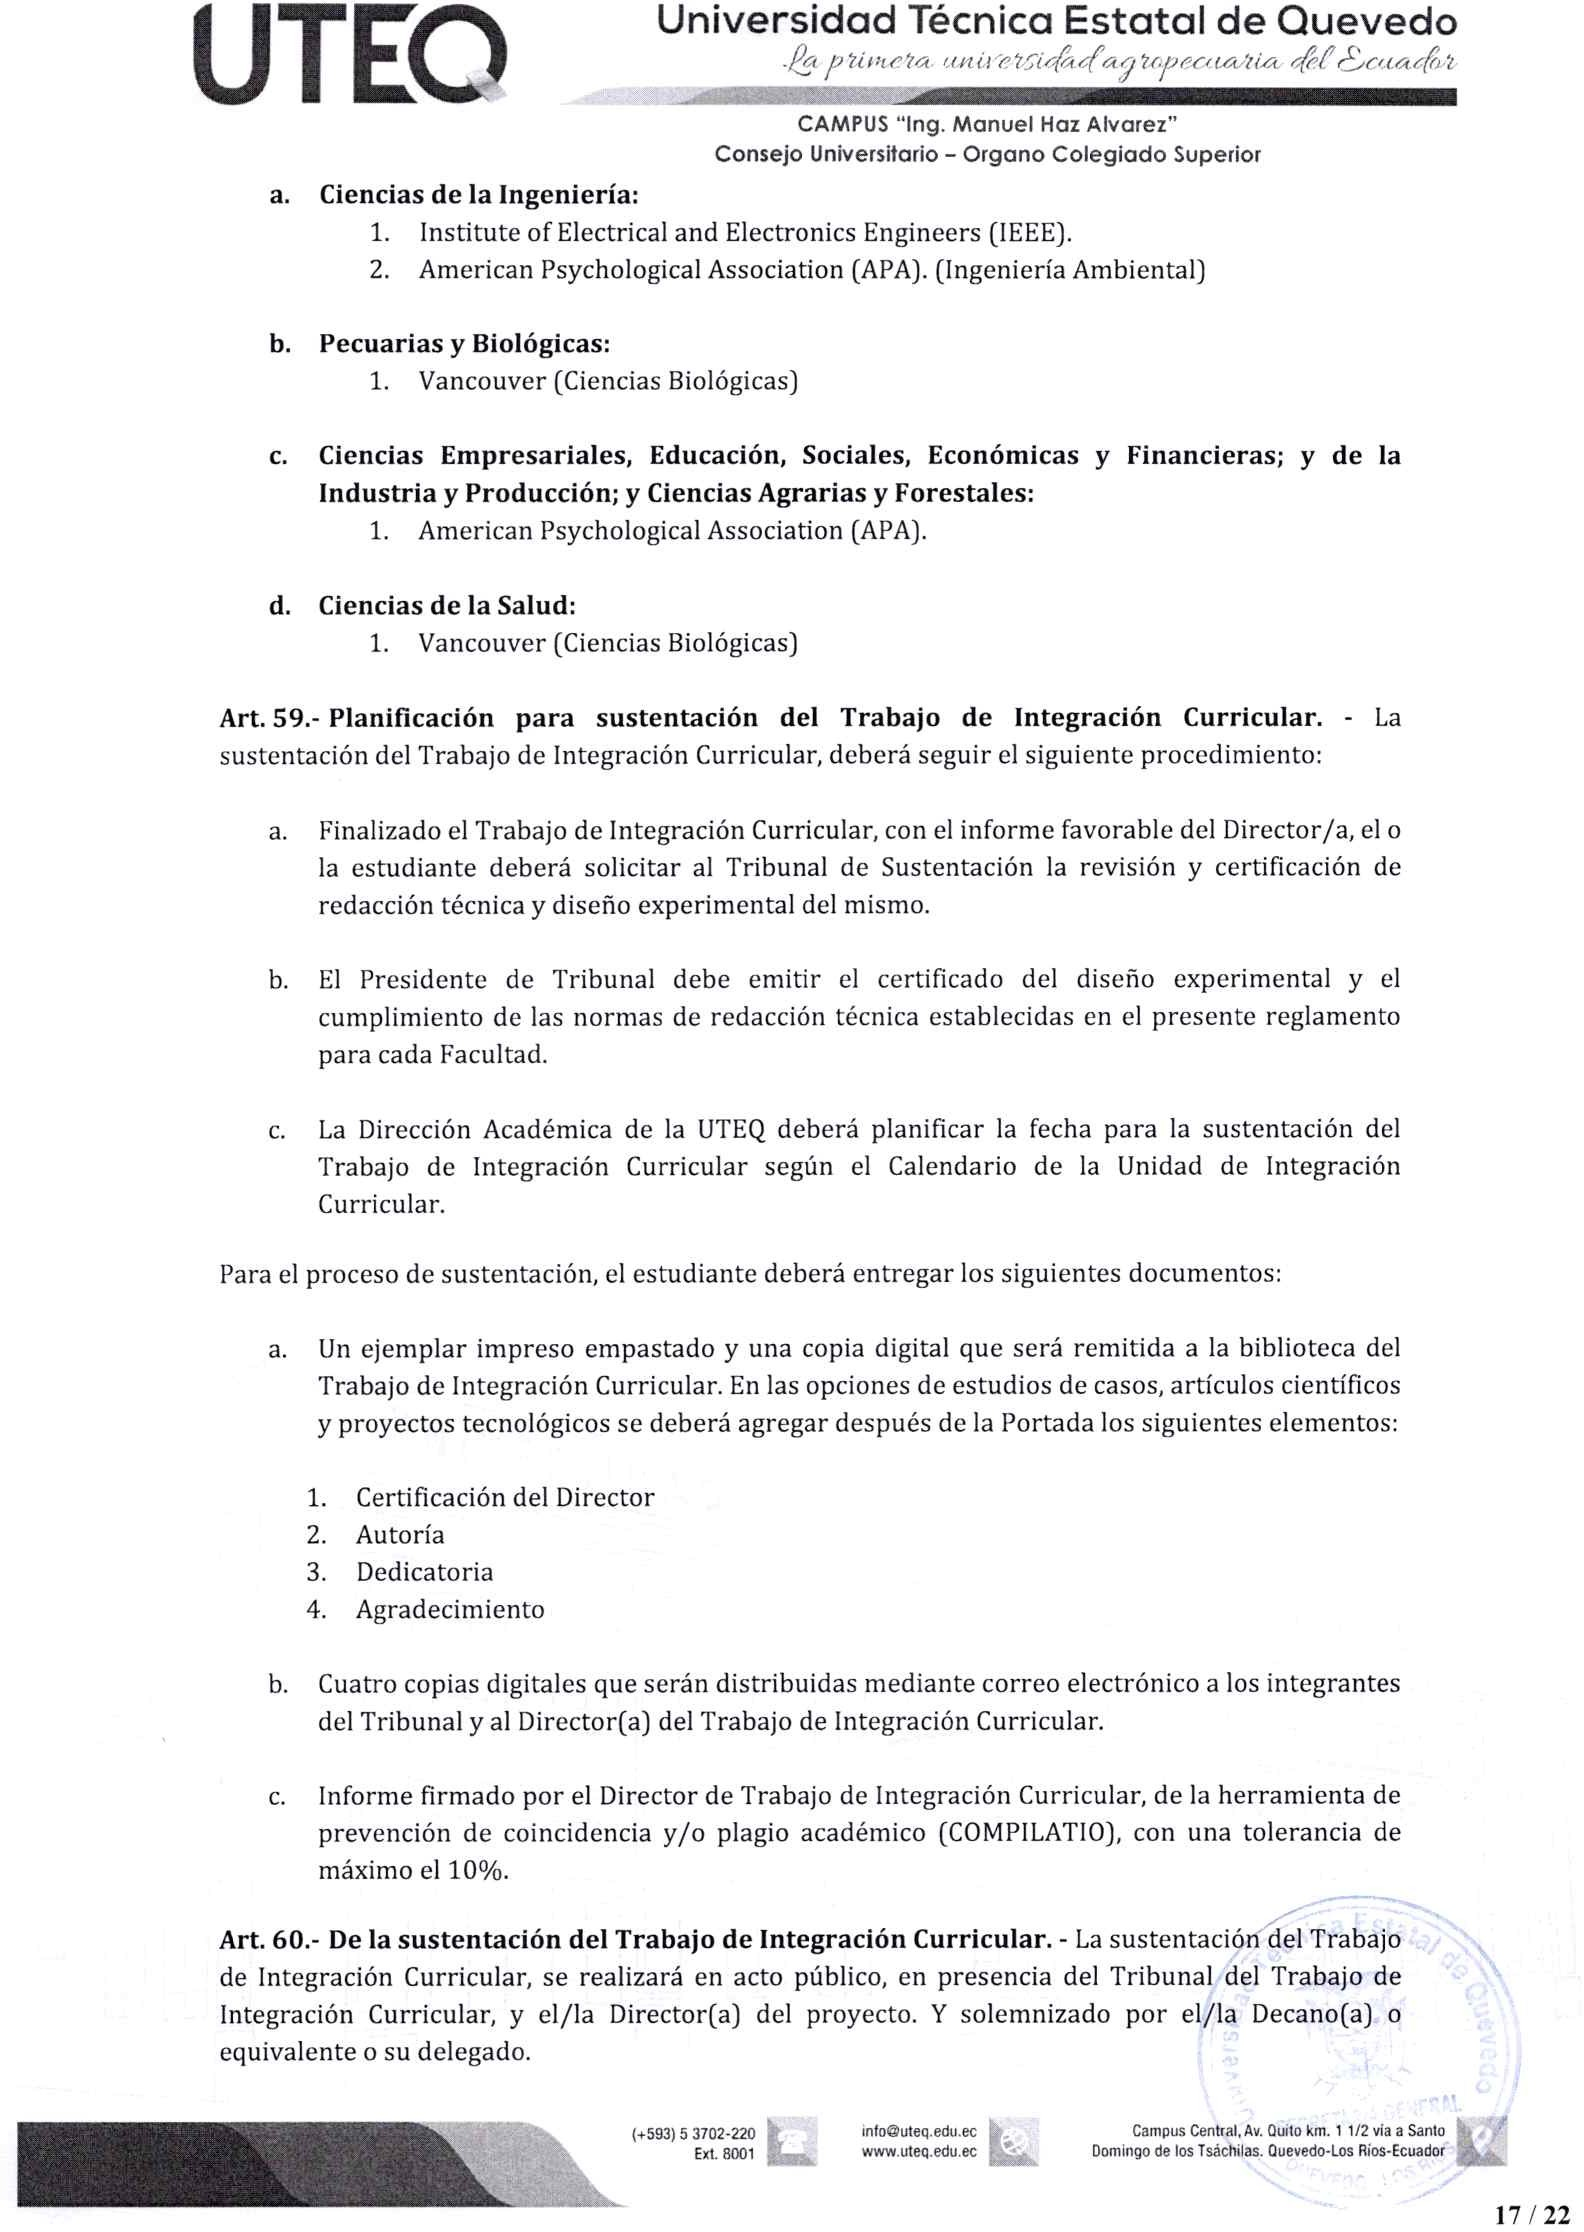 UTEQ
Universidad Técnica Estatal de Quevedo
La primera universidad agropecuaria del Ecuador
CAMPUS “Ing. Manuel Haz Alvarez”
Consejo Universitario – Organo Colegiado Superior
a. Ciencias de la Ingeniería:
1. Institute of Electrical and Electronics Engineers (IEEE).
2. American Psychological Association (APA). (Ingeniería Ambiental)
b. Pecuarias y Biológicas:
1. Vancouver (Ciencias Biológicas)
c. Ciencias Empresariales, Educación, Sociales, Económicas y Financieras; y de la
Industria y Producción; y Ciencias Agrarias y Forestales:
1. American Psychological Association (APA).
d. Ciencias de la Salud:
1. Vancouver (Ciencias Biológicas)
Art. 59.- Planificación para sustentación del Trabajo de Integración Curricular. - La
sustentación del Trabajo de Integración Curricular, deberá seguir el siguiente procedimiento:
a. Finalizado el Trabajo de Integración Curricular, con el informe favorable del Director/a, el o
la estudiante deberá solicitar al Tribunal de Sustentación la revisión y certificación de
redacción técnica y diseño experimental del mismo.
b. El Presidente de Tribunal debe emitir el certificado del diseño experimental y el
cumplimiento de las normas de redacción técnica establecidas en el presente reglamento
para cada Facultad.
c. La Dirección Académica de la UTEQ deberá planificar la fecha para la sustentación del
Trabajo de Integración Curricular según el Calendario de la Unidad de Integración
Curricular.
Para el proceso de sustentación, el estudiante deberá entregar los siguientes documentos:
a. Un ejemplar impreso empastado y una copia digital que será remitida a la biblioteca del
Trabajo de Integración Curricular. En las opciones de estudios de casos, artículos científicos
y proyectos tecnológicos se deberá agregar después de la Portada los siguientes elementos:
1. Certificación del Director
2. Autoría
3. Dedicatoria
4. Agradecimiento
b. Cuatro copias digitales que serán distribuidas mediante correo electrónico a los integrantes
del Tribunal y al Director(a) del Trabajo de Integración Curricular.
c. Informe firmado por el Director de Trabajo de Integración Curricular, de la herramienta de
prevención de coincidencia y/o plagio académico (COMPILATIO), con una tolerancia de
máximo el 10%.
Art. 60.- De la sustentación del Trabajo de Integración Curricular. - La sustentación del Trabajo
de Integración Curricular, se realizará en acto público, en presencia del Tribunal del Trabajo de
Integración Curricular, y el/la Director(a) del proyecto. Y solemnizado por el/la Decano(a) o
equivalente o su delegado.
Universidad Técnica Estatal de Quevedo
SECRETARIA GENERAL
QUEVEDO - LOS RIOS
(+593) 5 3702-220
Ext. 8001
info@uteq.edu.ec
www.uteq.edu.ec
Campus Central, Av. Quito km. 1 1/2 vía a Santo
Domingo de los Tsáchilas. Quevedo-Los Ríos-Ecuador
17 / 22